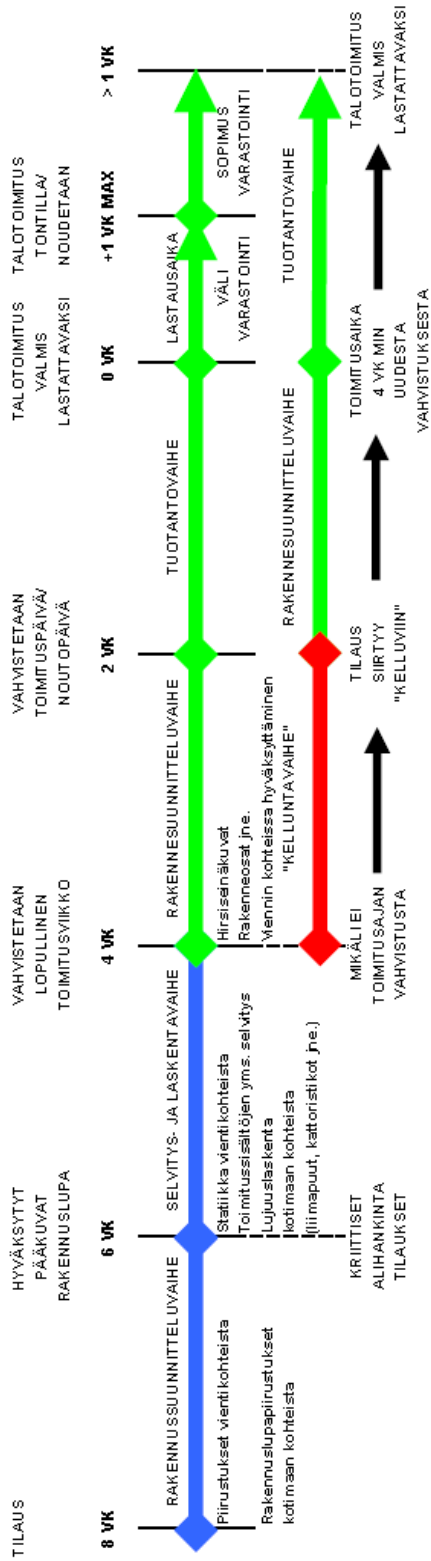 TILAUS
HYVÄKSYTYT
PÄÄKUVAT
RAKENNUSLUPA
VAHVISTETAAN
LOPULLINEN
TOIMITUSVIIKKO
VAHVISTETAAN
TOIMITUSPÄIVÄ/
NOUTOPÄIVÄ
TALOTOIMITUS
VALMIS
LASTATTAVAKSI
TALOTOIMITUS
TONTILLA/
NOUDETAAN
8 VK
6 VK
4 VK
2 VK
0 VK
+1 VK MAX
> 1 VK
RAKENNUSSUUNNITTELUVAIHE
SELVITYS- JA LASKENTAVAIHE
RAKENNESUUNNITTELUVAIHE
TUOTANTOVAIHE
LASTAUSAIKA
Piirustukset vientikohteista
Rakennuslupapiirustukset
kotimaan kohteista
Statiikka vientikohteista
Toimitussisältöjen yms. selvitys
Lujuuslaskenta
kotimaan kohteista
(liimapuut, kattoristikot jne.)
Hirsiseinäkuvat
Rakenneosat jne.
Viennin kohteissa hyväksyttäminen
VÄLI
VARASTOINTI
SOPIMUS
VARASTOINTI
"KELLUNTAVAIHE"
RAKENNESUUNNITTELUVAIHE
TUOTANTOVAIHE
KRIITTISET
ALIHANKINTA
TILAUKSET
MIKÄLI EI
TOIMITUSAJAN
VAHVISTUSTA
TILAUS
SIIRTYY
"KELLUVIIN"
TOIMITUSAIKA
4 VK MIN
UUDESTA
VAHVISTUKSESTA
TALOTOIMITUS
VALMIS
LASTATTAVAKSI